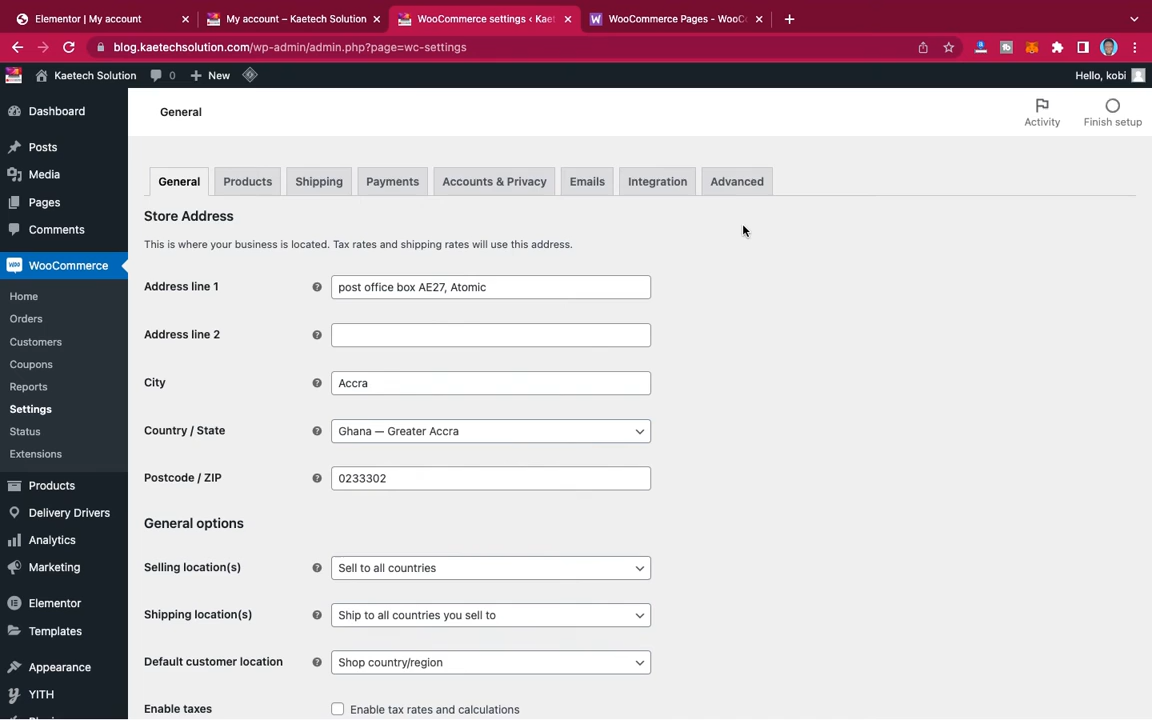 Elementor | My account
My account – Kaetech Solution
WooCommerce settings ‹ Kaet
WooCommerce Pages - WooC
blog.kaetechsolution.com/wp-admin/admin.php?page=wc-settings
Kaetech Solution
0
New
Hello, kobi
General
Activity
Finish setup
Dashboard
Posts
Media
Pages
Comments
WooCommerce
Home
Orders
Customers
Coupons
Reports
Settings
Status
Extensions
Products
Delivery Drivers
Analytics
Marketing
Elementor
Templates
Appearance
YITH
General
Products
Shipping
Payments
Accounts & Privacy
Emails
Integration
Advanced
Store Address
This is where your business is located. Tax rates and shipping rates will use this address.
Address line 1
post office box AE27, Atomic
Address line 2
City
Accra
Country / State
Ghana — Greater Accra
Postcode / ZIP
0233302
General options
Selling location(s)
Sell to all countries
Shipping location(s)
Ship to all countries you sell to
Default customer location
Shop country/region
Enable taxes
Enable tax rates and calculations